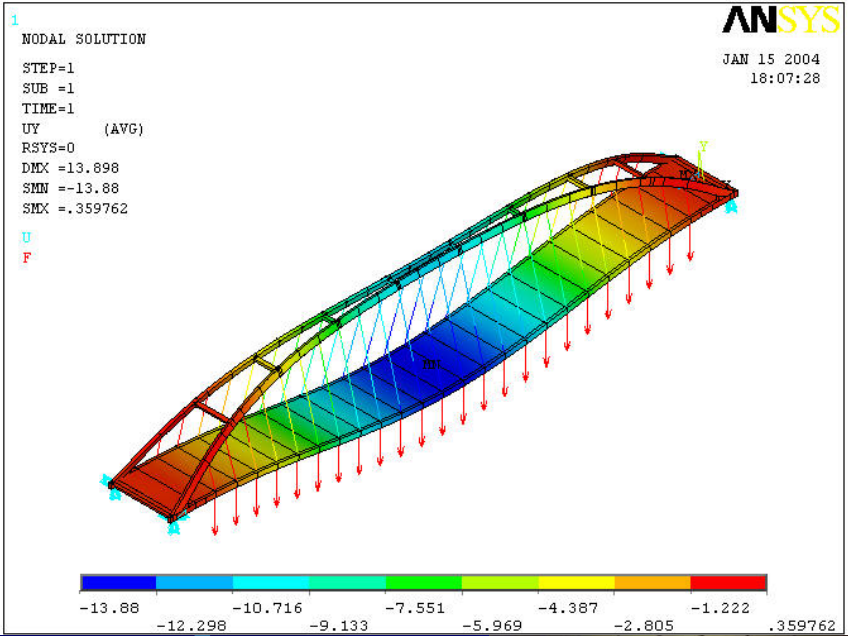 1
ANSYS
NODAL SOLUTION
JAN 15 2004
18:07:28
STEP=1
SUB =1
TIME=1
UY (AVG)
RSYS=0
DMX =13.898
SMN =-13.88
SMX =.359762
U
F
Y
X
MN
-13.88 -10.716 -7.551 -4.387 -1.222
-12.298 -9.133 -5.969 -2.805 .359762